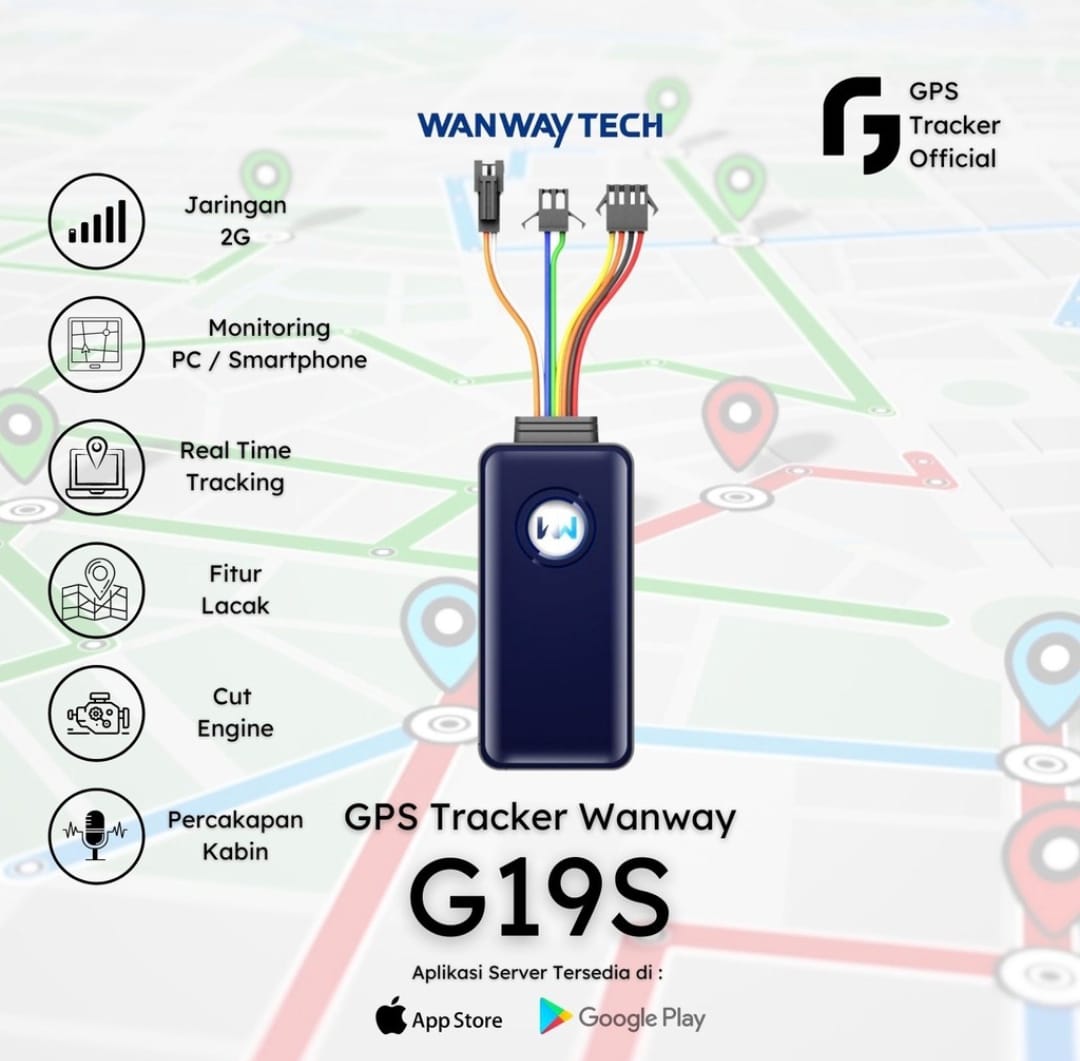 WANWAY TECH
GPS
Tracker
Official
Jaringan
2G
Monitoring
PC / Smartphone
Real Time
Tracking
Fitur
Lacak
Cut
Engine
Percakapan
Kabin
GPS Tracker Wanway
G19S
Aplikasi Server Tersedia di :
App Store
Google Play